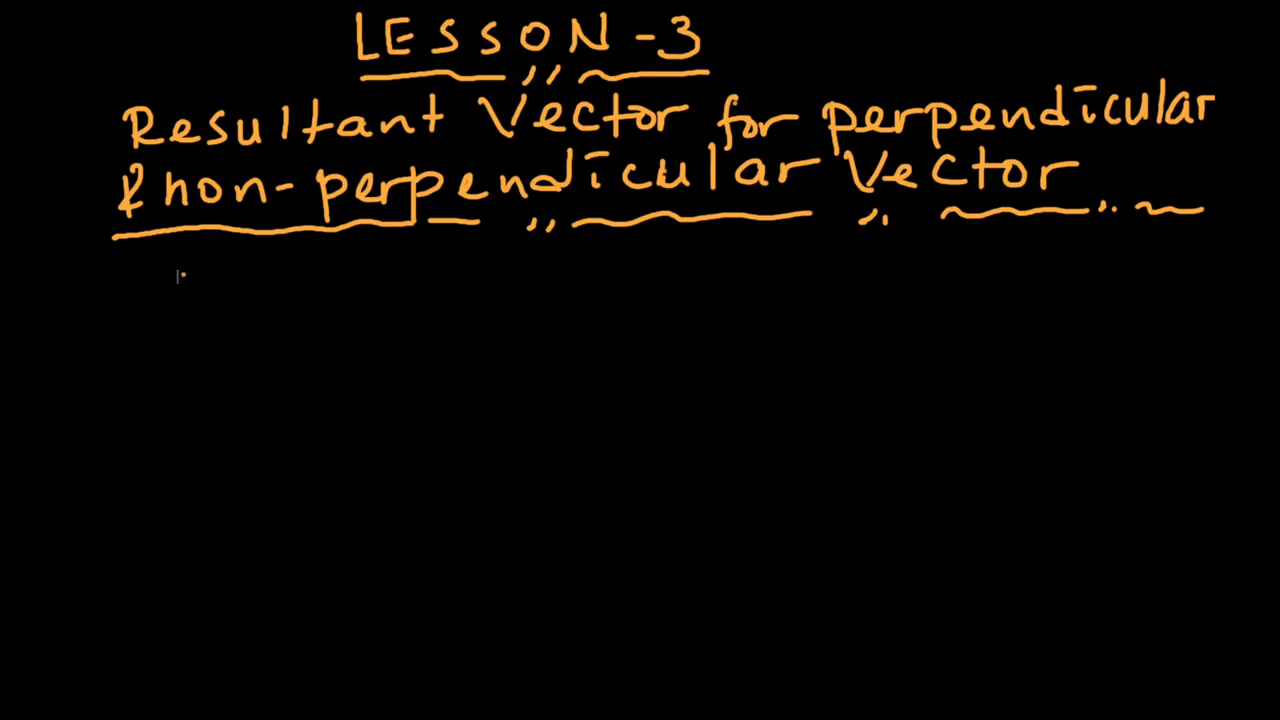 LESSON-3
Resultant Vector for perpendicular
& non-perpendicular Vector